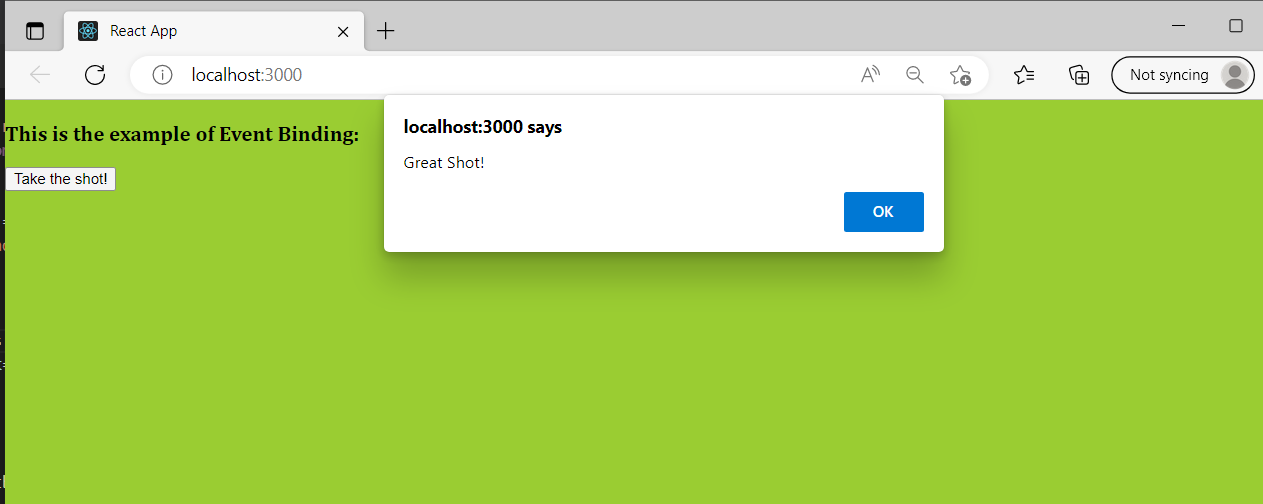 React App
localhost:3000
Not syncing
This is the example of Event Binding:
Take the shot!
localhost:3000 says
Great Shot!
OK